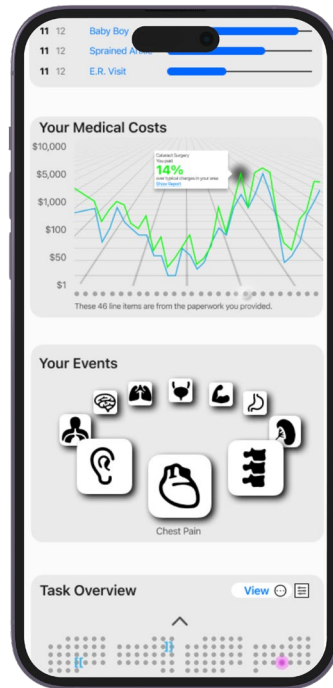 11 12 Baby Boy
11 12 Sprained
11 12 E.R. Visit
Your Medical Costs
$10,000
$5,000
$1,000
$100
$50
$1
Cataract Surgery
You paid
14%
over typical charges in your area.
Show Report
These 46 line items are from the paperwork you provided.
Your Events
Chest Pain
Task Overview
View